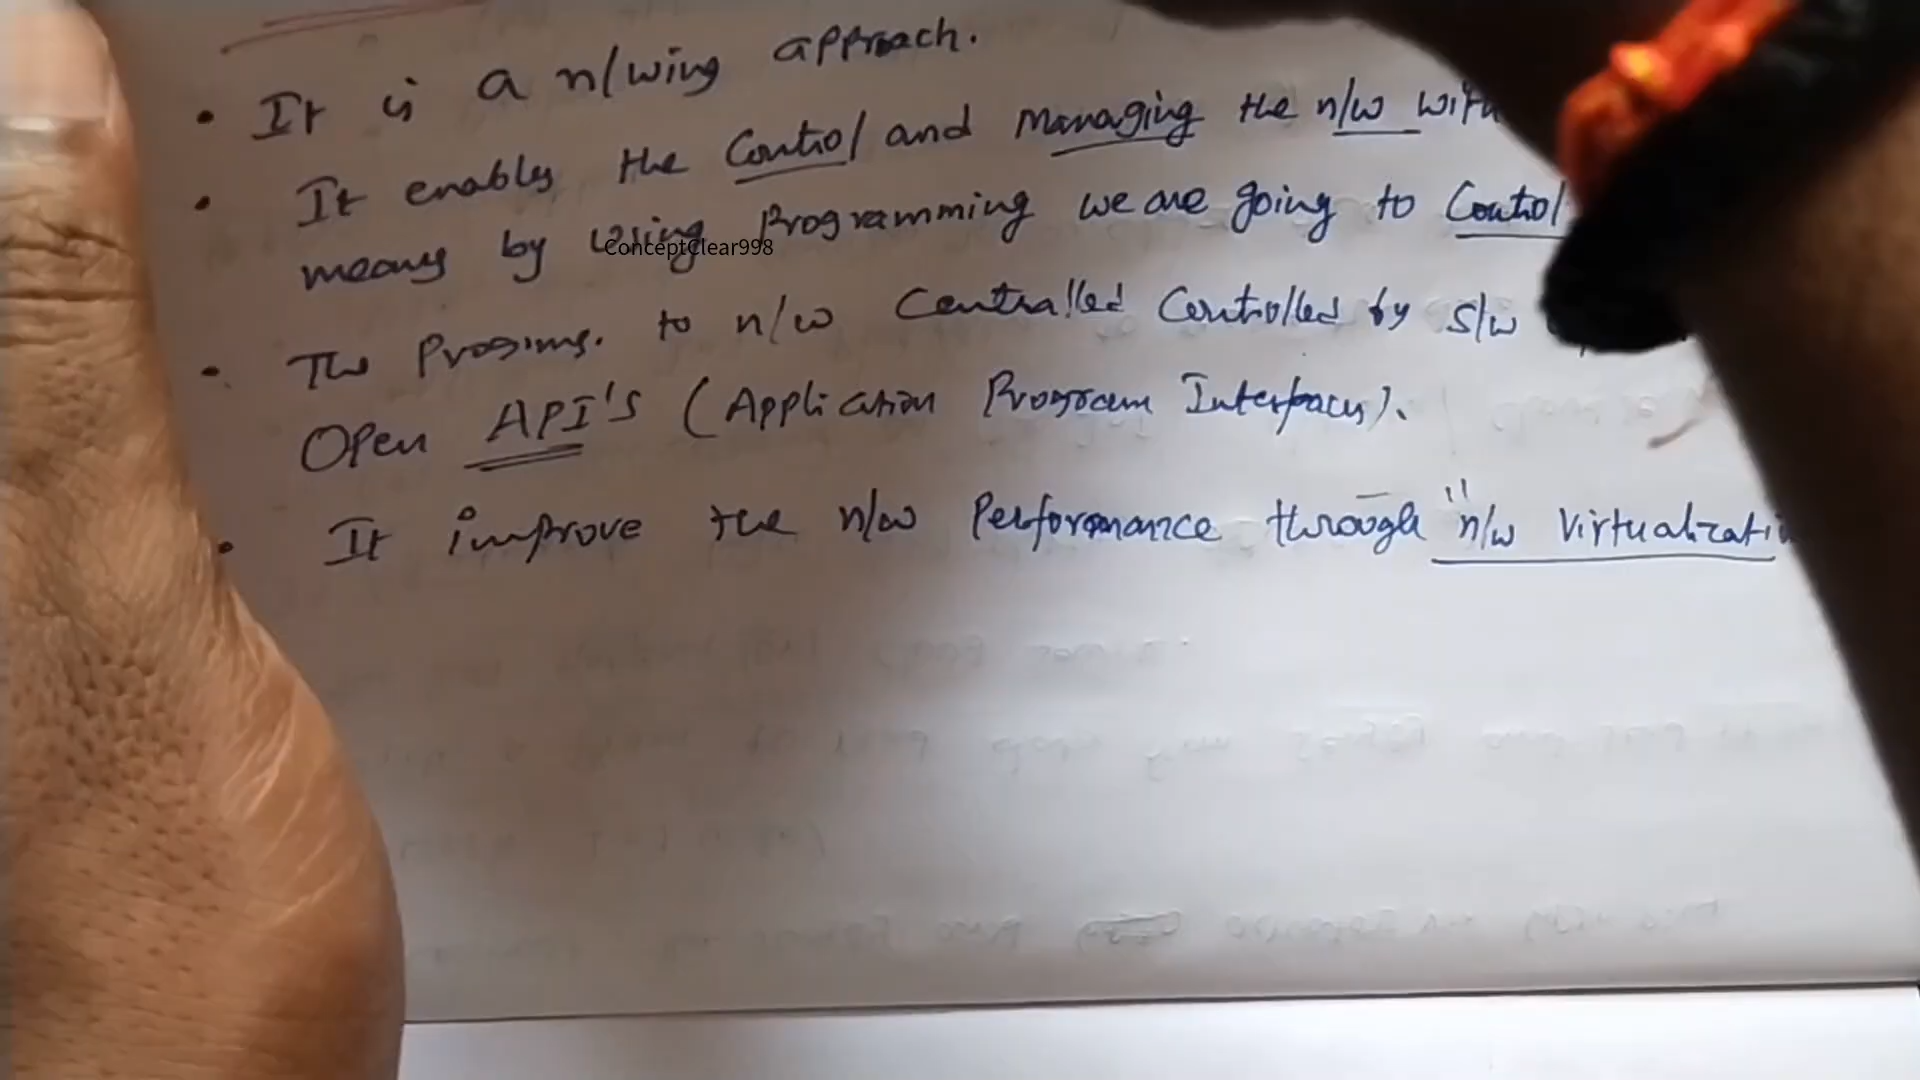 • It is a n/wing approach.
• It enables the Control and Managing the n/w with
means by using Programming we are going to Control
• The to n/w Centralled Controlled by s/w
Open API's (Application Program Interfaces).
• It improve the n/w Performance through "n/w Virtualizati
ConceptClear998